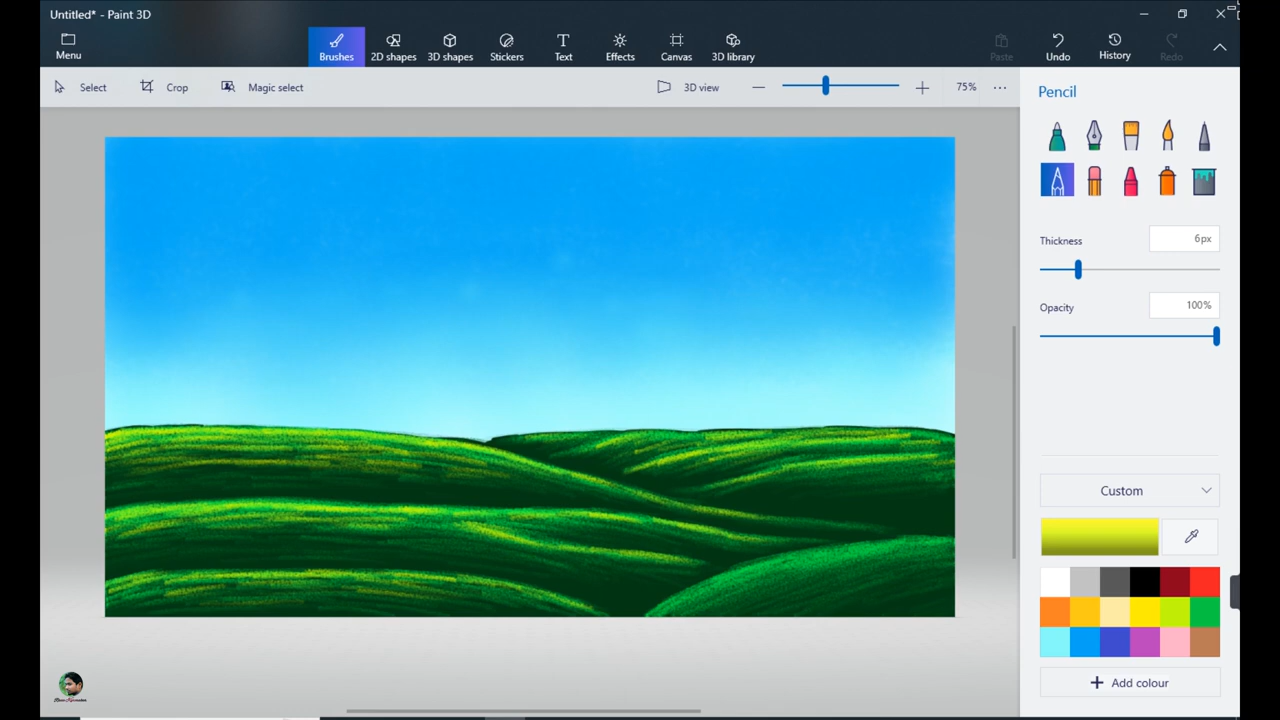 Untitled* - Paint 3D
Menu
Brushes
2D shapes
3D shapes
Stickers
Text
Effects
Canvas
3D library
Paste
Undo
History
Redo
Select
Crop
Magic select
3D view
75%
Pencil
Thickness
6px
Opacity
100%
Custom
Add colour